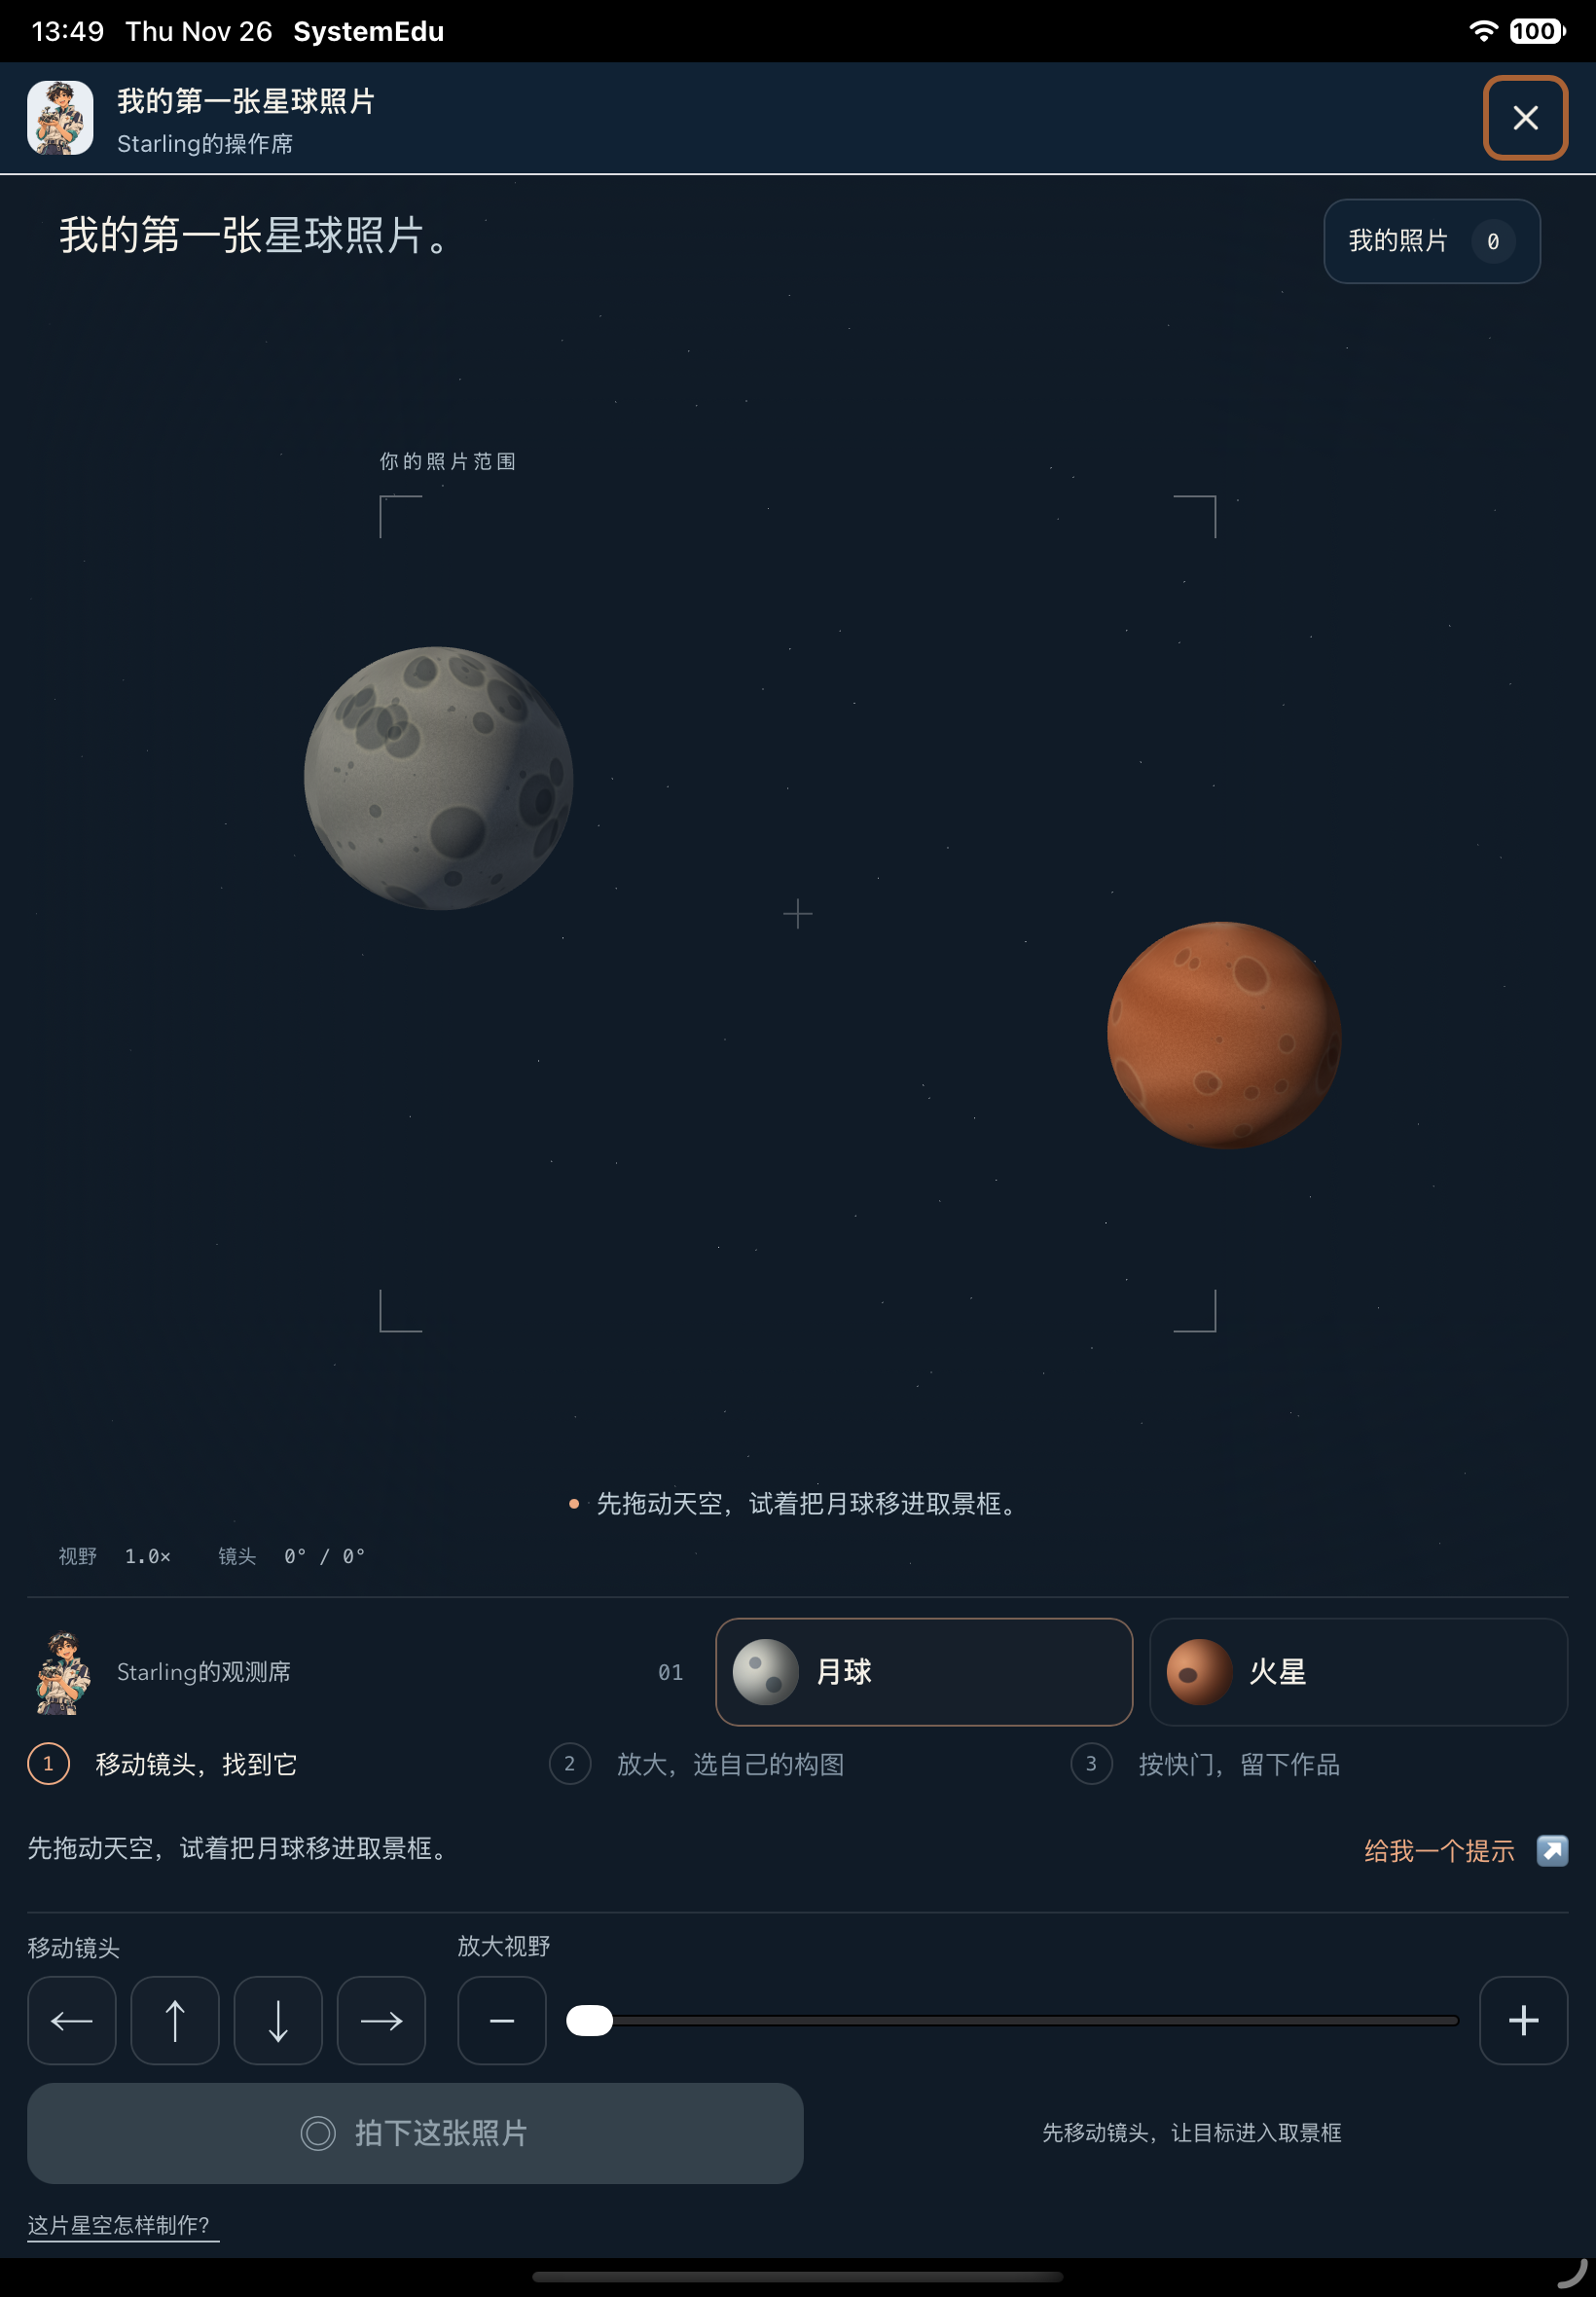 13:49 Thu Nov 26 SystemEdu 100
我的第一张星球照片
Starling的操作席
我的第一张星球照片。
我的照片 0
你的照片范围
先拖动天空，试着把月球移进取景框。
视野 1.0× 镜头 0° / 0°
Starling的观测席 01 月球 火星
1 移动镜头，找到它 2 放大，选自己的构图 3 按快门，留下作品
先拖动天空，试着把月球移进取景框。 给我一个提示
移动镜头 放大视野
拍下这张照片 先移动镜头，让目标进入取景框
这片星空怎样制作？